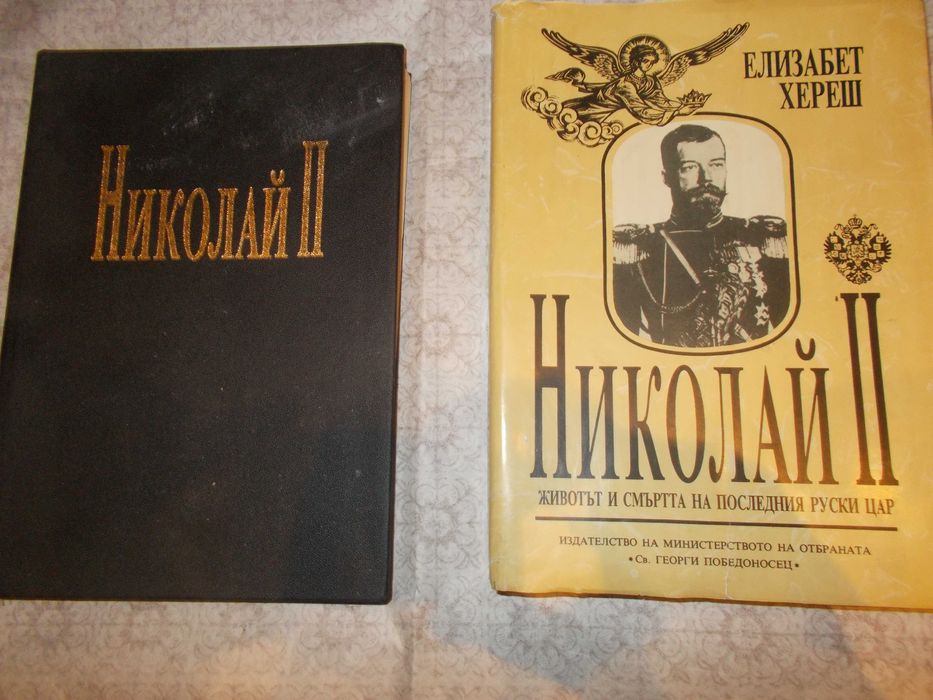 НИКОЛАЙ II
ЕЛИЗАБЕТ
ХЕРЕШ
НИКОЛАЙ II
ЖИВОТЪТ И СМЪРТТА НА ПОСЛЕДНИЯ РУСКИ ЦАР
ИЗДАТЕЛСТВО НА МИНИСТЕРСТВОТО НА ОТБРАНАТА
• Св. ГЕОРГИ ПОБЕДОНОСЕЦ •